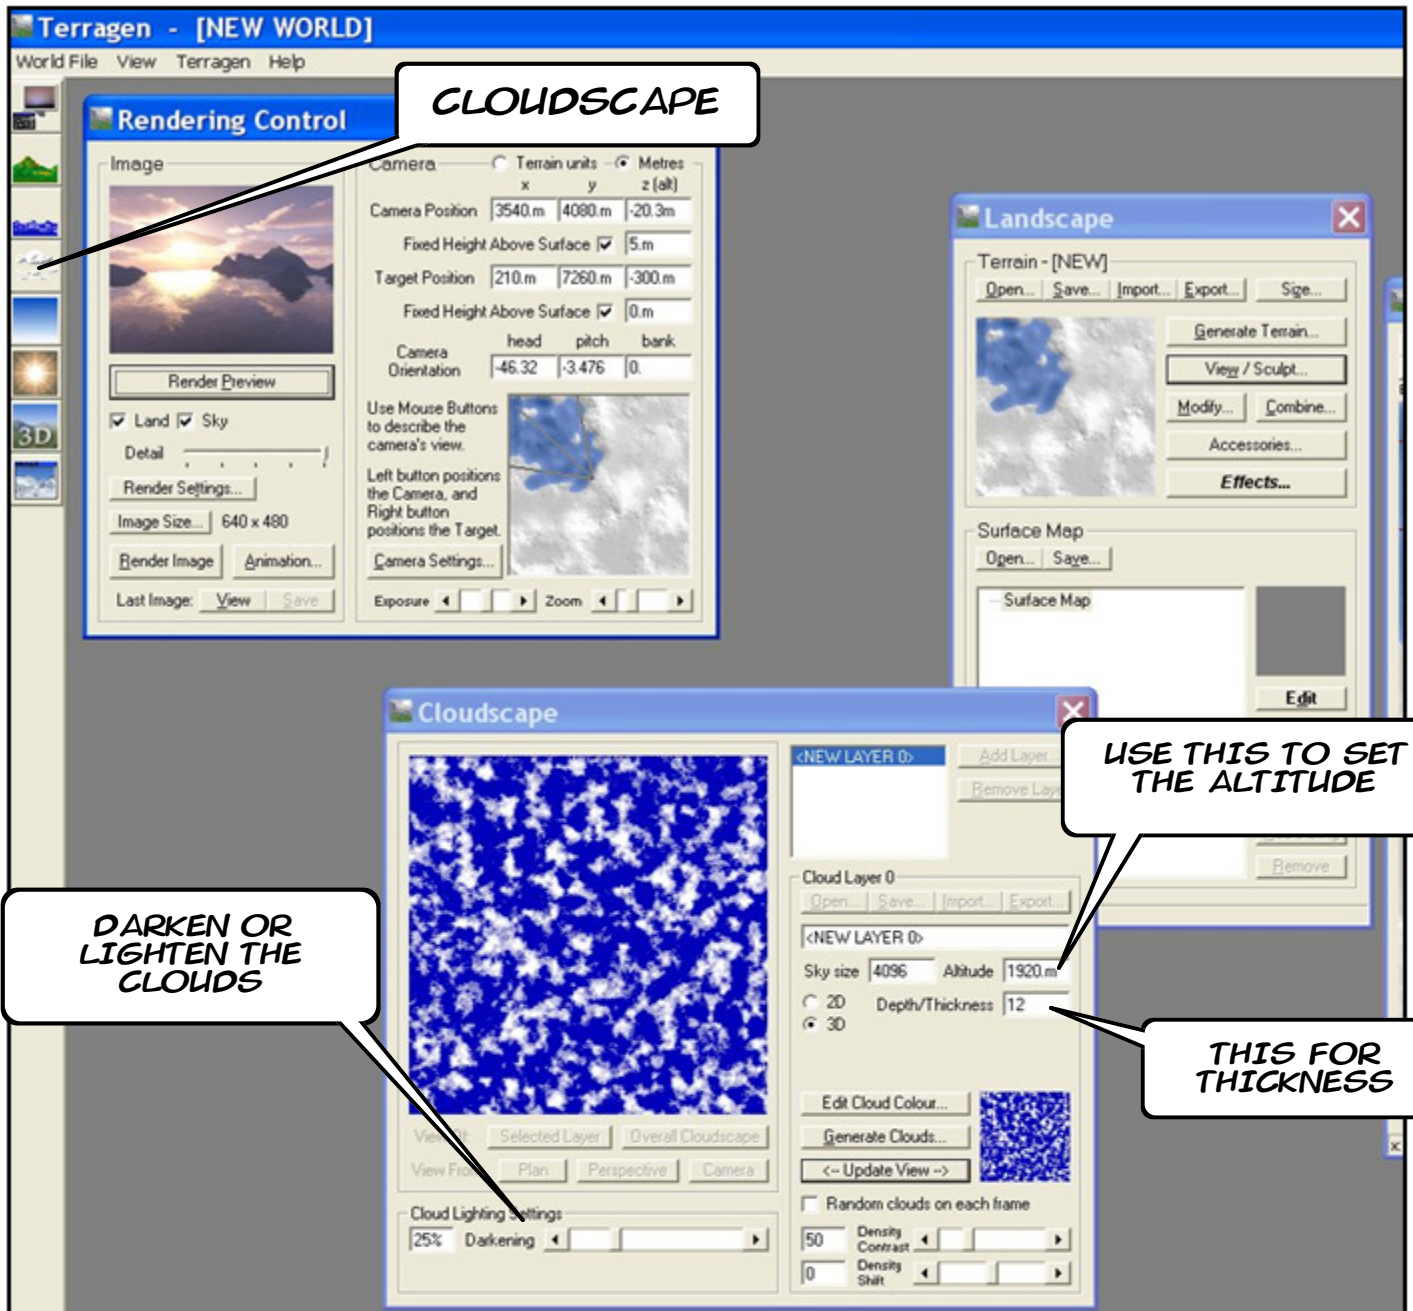 Terragen - [NEW WORLD]
World File View Terragen Help
CLOUDSCAPE
Rendering Control
Image
Render Preview
Land Sky
Detail
Render Settings...
Image Size... 640 x 480
Render Image Animation...
Last Image: View Save
Camera Terrain units Metres
x y z (alt)
Camera Position 3540.m 4080.m -20.3m
Fixed Height Above Surface 5.m
Target Position 210.m 7260.m -300.m
Fixed Height Above Surface 0.m
head pitch bank
Camera
Orientation -46.32 -3.476 0.
Use Mouse Buttons
to describe the
camera's view.
Left button positions
the Camera, and
Right button
positions the Target.
Camera Settings...
Exposure Zoom
3D
Landscape
Terrain - [NEW]
Open... Save... Import... Export... Size...
Generate Terrain...
View / Sculpt...
Modify... Combine...
Accessories...
Effects...
Surface Map
Open... Save...
Surface Map
Edit
Remove
Cloudscape
<NEW LAYER 0> Add Layer...
Remove Laye
USE THIS TO SET
THE ALTITUDE
Cloud Layer 0
Open... Save... Import... Export...
<NEW LAYER 0>
Sky size 4096 Altitude 1920.m
2D Depth/Thickness 12
3D
THIS FOR
THICKNESS
DARKEN OR
LIGHTEN THE
CLOUDS
Edit Cloud Colour...
Generate Clouds...
<-- Update View -->
Random clouds on each frame
50 Density
Contrast
0 Density
Shift
Selected Layer Overall Cloudscape
View From Plan Perspective Camera
Cloud Lighting Settings
25% Darkening